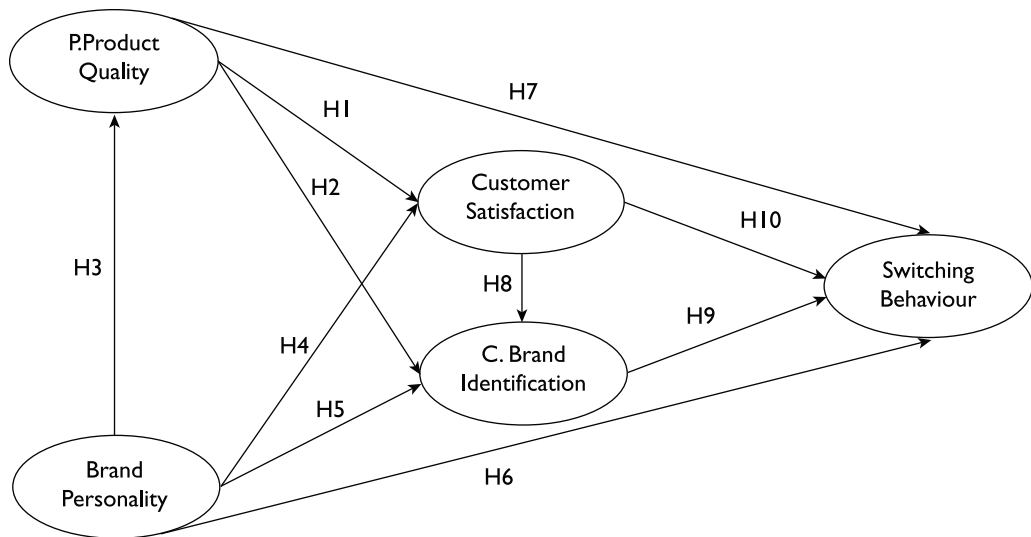 P.Product
Quality
H7
H1
H2
Customer
Satisfaction
H10
H3
H8
Switching
Behaviour
H9
H4
C. Brand
Identification
H5
Brand
Personality
H6